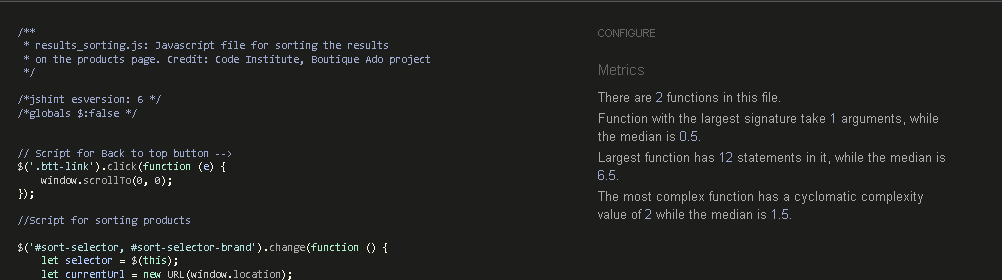 /**
 * results_sorting.js: Javascript file for sorting the results
 * on the products page. Credit: Code Institute, Boutique Ado project
 */
/*jshint esversion: 6 */
/*globals $:false */
// Script for Back to top button -->
$('.btt-link').click(function (e) {
    window.scrollTo(0, 0);
});
//Script for sorting products
$('#sort-selector, #sort-selector-brand').change(function () {
    let selector = $(this);
    let currentUrl = new URL(window.location);
CONFIGURE
Metrics
There are 2 functions in this file.
Function with the largest signature take 1 arguments, while
the median is 0.5.
Largest function has 12 statements in it, while the median is
6.5.
The most complex function has a cyclomatic complexity
value of 2 while the median is 1.5.